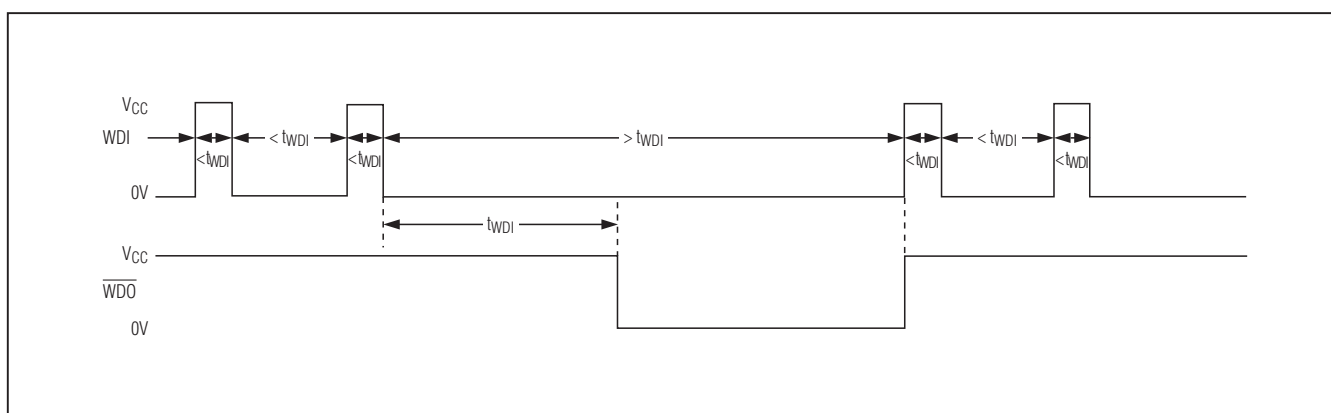 VCC
WDI
< tWDI
> tWDI
< tWDI
<tWDI
<tWDI
<tWDI
<tWDI
0V
tWDI
VCC
WDO
0V